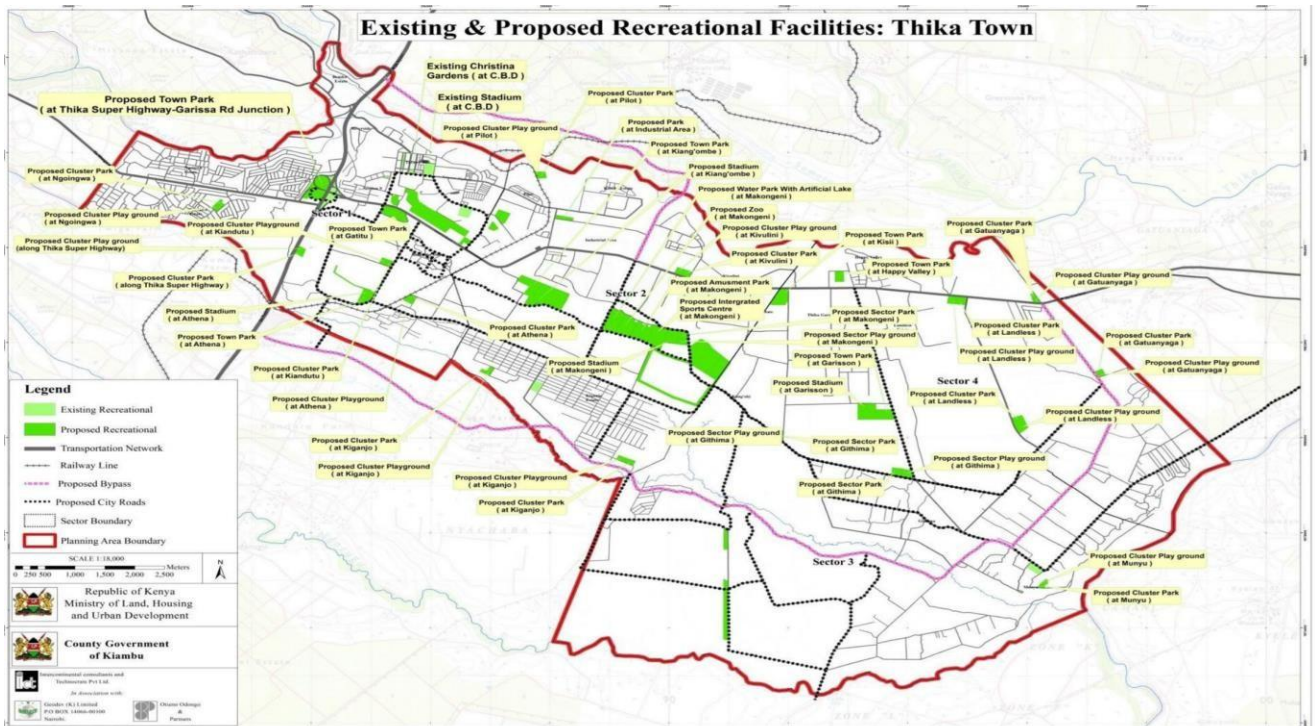 Existing & Proposed Recreational Facilities: Thika Town
Existing Christina
Gardens ( at C.B.D )
Existing Stadium
( at C.B.D )
Proposed Town Park
( at Thika Super Highway-Garissa Rd Junction )
Proposed Cluster Park
( at Pilot )
Proposed Cluster Play ground
( at Pilot )
Proposed Park
( at Industrial Area )
Proposed Town Park
( at Kiang'ombe )
Proposed Stadium
( at Kiang'ombe )
Proposed Cluster Park
( at Ngoingwa )
Proposed Water Park With Artificial Lake
( at Makongeni )
Proposed Zoo
( at Makongeni )
Proposed Cluster Play ground
( at Ngoingwa )
Proposed Cluster Playground
( at Kiandutu )
Sector 1
Proposed Town Park
( at Gatitu )
Proposed Cluster Play ground
( at Kivulini )
Proposed Town Park
( at Kisii )
Proposed Cluster Park
( at Gatuanyaga )
Proposed Cluster Play ground
(along Thika Super Highway)
Proposed Cluster Park
( at Kivulini )
Proposed Town Park
( at Happy Valley )
Proposed Cluster Play ground
( at Gatuanyaga )
Proposed Cluster Park
(along Thika Super Highway )
Proposed Amusment Park
( at Makongeni )
Sector 2
Proposed Intergrated
Sports Centre
( at Makongeni )
Proposed Sector Park
( at Makongeni )
Proposed Stadium
( at Athena )
Proposed Cluster Park
( at Athena )
Proposed Sector Play ground
( at Makongeni )
Proposed Cluster Park
( at Landless )
Proposed Town Park
( at Athena )
Proposed Cluster Park
( at Gatuanyaga )
Proposed Stadium
( at Makongeni )
Proposed Town Park
( at Garisson )
Proposed Cluster Play ground
( at Landless )
Proposed Cluster Play ground
( at Gatuanyaga )
Proposed Cluster Park
( at Kiandutu )
Proposed Stadium
( at Garisson )
Sector 4
Proposed Cluster Park
( at Landless )
Proposed Cluster Playground
( at Athena )
Proposed Cluster Play ground
( at Landless )
Proposed Cluster Park
( at Kiganjo )
Proposed Sector Play ground
( at Githima )
Proposed Sector Park
( at Githima )
Proposed Cluster Playground
( at Kiganjo )
Proposed Sector Play ground
( at Githima )
Proposed Cluster Playground
( at Kiganjo )
Proposed Sector Park
( at Githima )
Proposed Cluster Park
( at Kiganjo )
Sector 3
Proposed Cluster Play ground
( at Munyu )
Proposed Cluster Park
( at Munyu )
Legend
Existing Recreational
Proposed Recreational
Transportation Network
Railway Line
Proposed Bypass
Proposed City Roads
Sector Boundary
Planning Area Boundary
SCALE 1:18,000
Meters
0 250 500 1,000 1,500 2,000 2,500
N
Republic of Kenya
Ministry of Land, Housing
and Urban Development
County Government
of Kiambu
Intercontinental consultants and
Technocrats Pvt Ltd
In Association with:
Geodev (K) Limited
P.O BOX 14066-00100
Nairobi
&
Partners